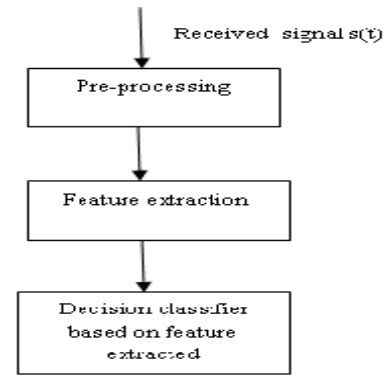 Received signal s(t)
Pre-processing
Feature extraction
Decision classifier
based on feature
extracted